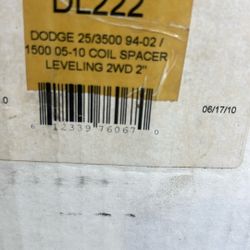 DL222
DODGE 25/3500 94-02 /
1500 05-10 COIL SPACER
LEVELING 2WD 2"
0
06/17/10
6 12339 76067 0